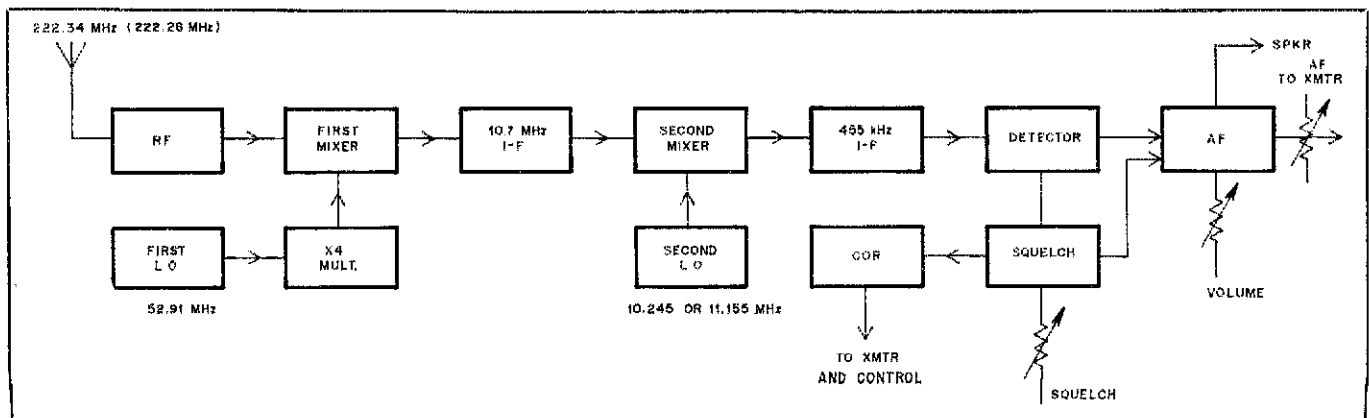 222.34 MHz (222.26 MHz)
RF
FIRST
MIXER
10.7 MHz
I-F
SECOND
MIXER
455 kHz
I-F
DETECTOR
AF
SPKR
AF
TO XMTR
FIRST
L O
X4
MULT.
SECOND
L O
COR
SQUELCH
52.91 MHz
10.245 OR 11.155 MHz
VOLUME
TO XMTR
AND CONTROL
SQUELCH